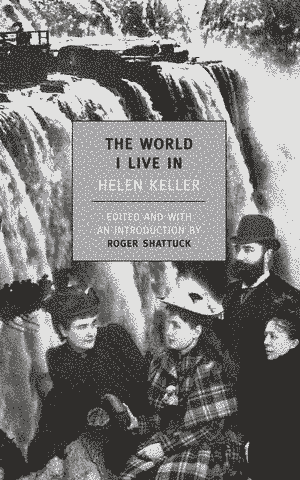 THE WORLD
I LIVE IN
HELEN KELLER
EDITED AND WITH
AN INTRODUCTION BY
ROGER SHATTUCK